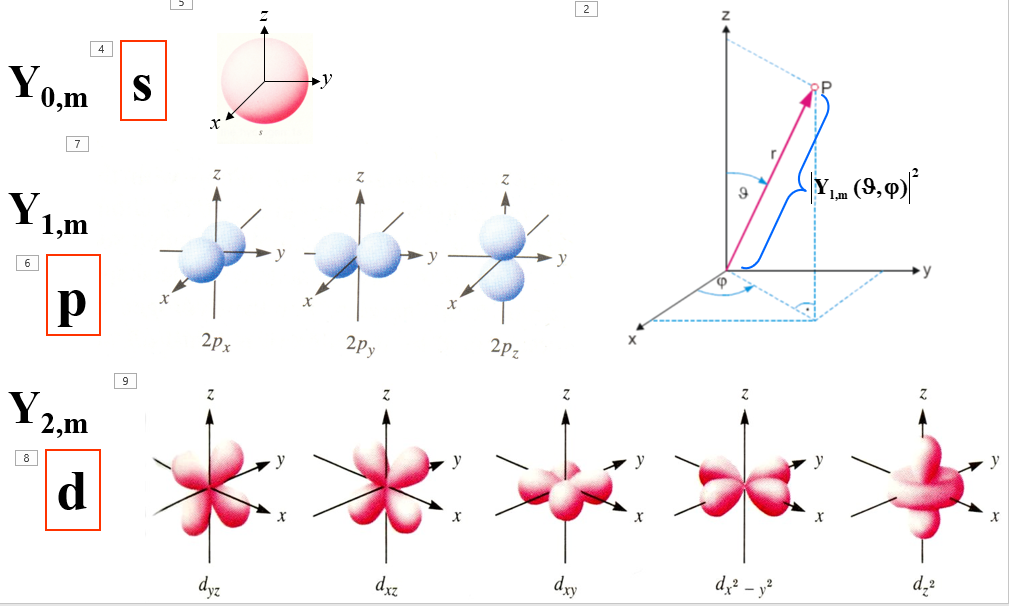 5
4
Y0,m
s
z
y
x
s
2
z
P
r
ϑ
|Y1,m (ϑ,φ)|²
y
φ
x
7
Y1,m
6
p
z
y
x
2px
z
y
x
2py
z
y
x
2pz
9
Y2,m
8
d
z
y
x
dyz
z
y
x
dxz
z
y
x
dxy
z
y
x
dx² – y²
z
y
x
dz²